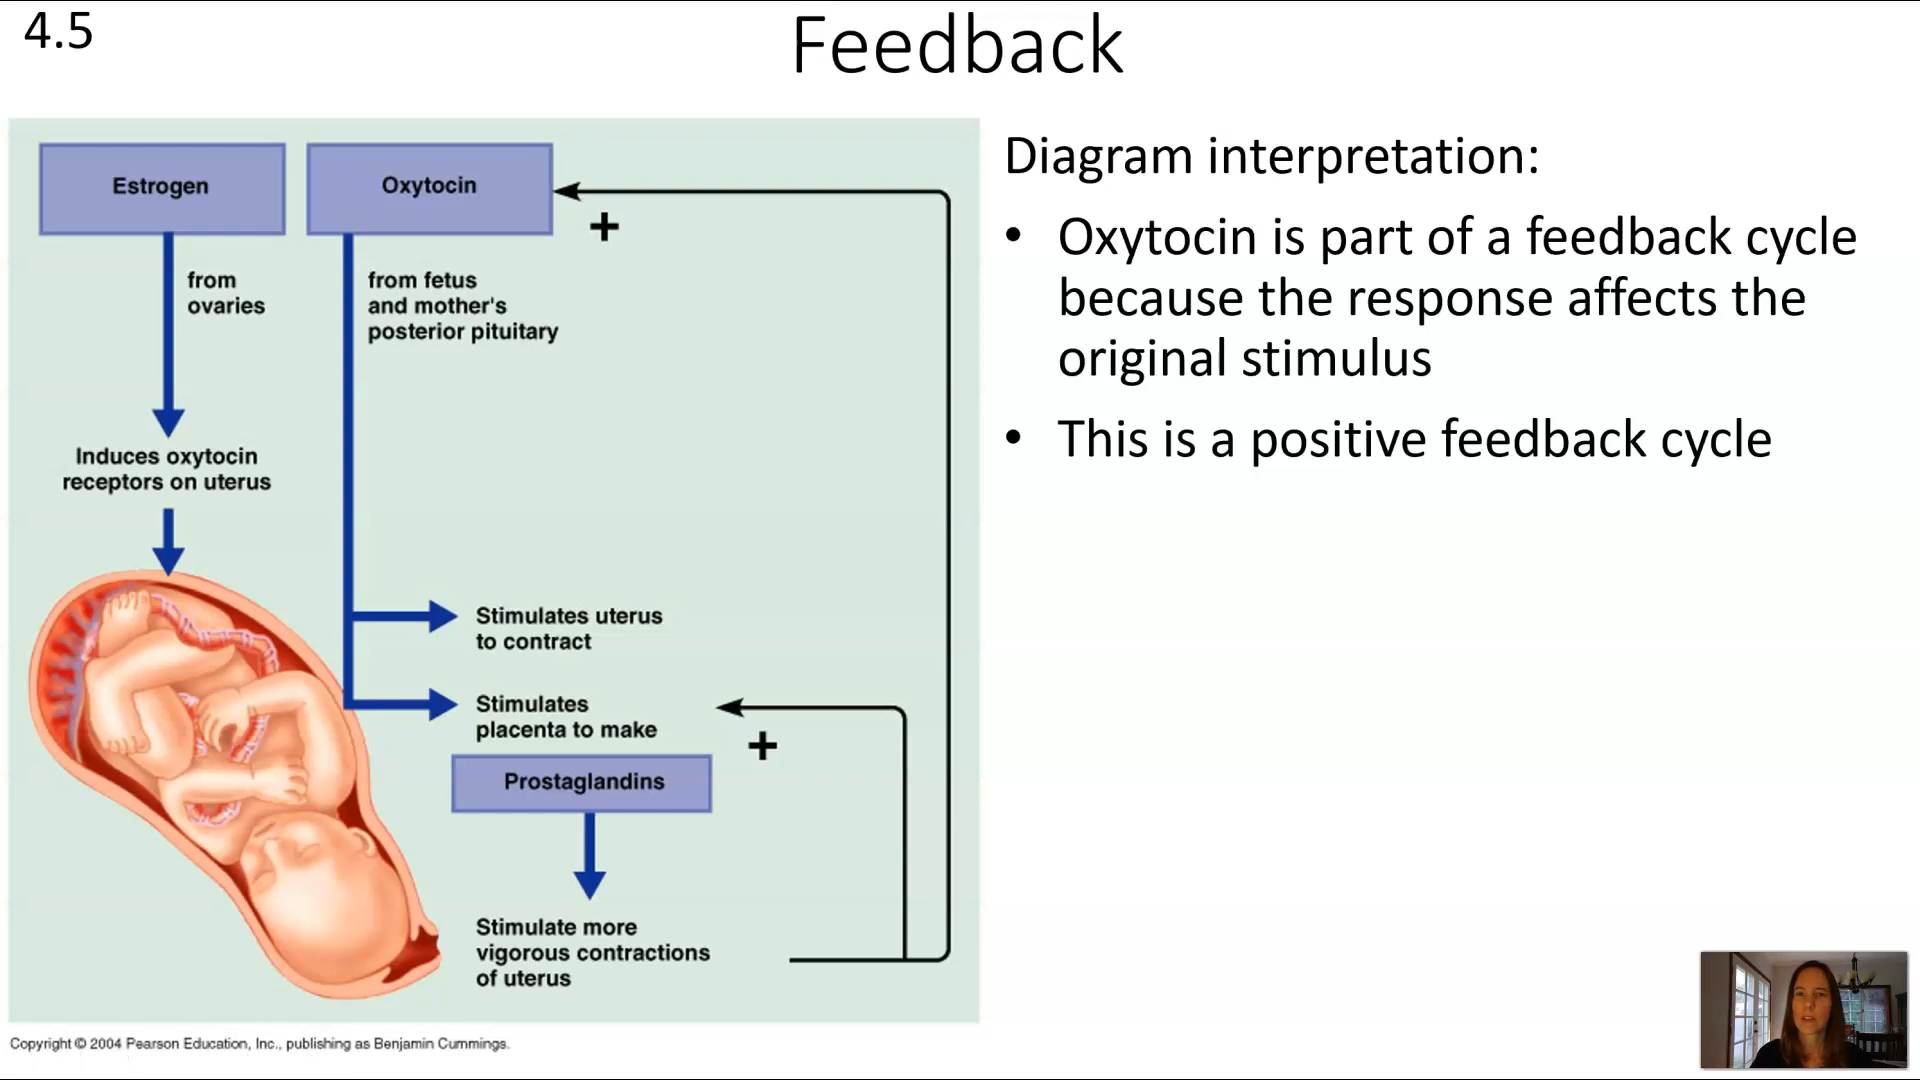 4.5
Feedback
Estrogen
Oxytocin
+
from
ovaries
from fetus
and mother's
posterior pituitary
Induces oxytocin
receptors on uterus
Stimulates uterus
to contract
Stimulates
placenta to make
+
Prostaglandins
Stimulate more
vigorous contractions
of uterus
Copyright © 2004 Pearson Education, Inc., publishing as Benjamin Cummings.
Diagram interpretation:
• Oxytocin is part of a feedback cycle
because the response affects the
original stimulus
• This is a positive feedback cycle